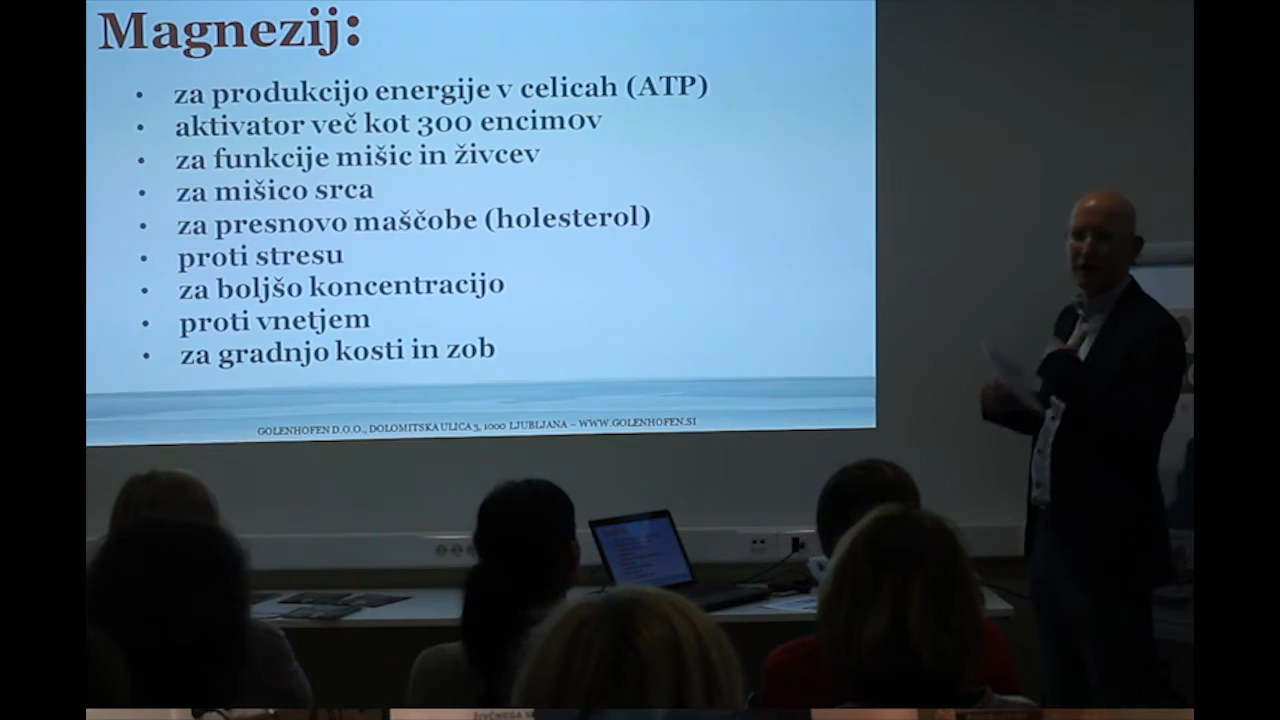 Magnezij:
• za produkcijo energije v celicah (ATP)
• aktivator več kot 300 encimov
• za funkcije mišic in živcev
• za mišico srca
• za presnovo maščobe (holesterol)
• proti stresu
• za boljšo koncentracijo
• proti vnetjem
• za gradnjo kosti in zob
GOLENHOFEN D.O.O., DOLOMITSKA ULICA 3, 1000 LJUBLJANA – WWW.GOLENHOFEN.SI